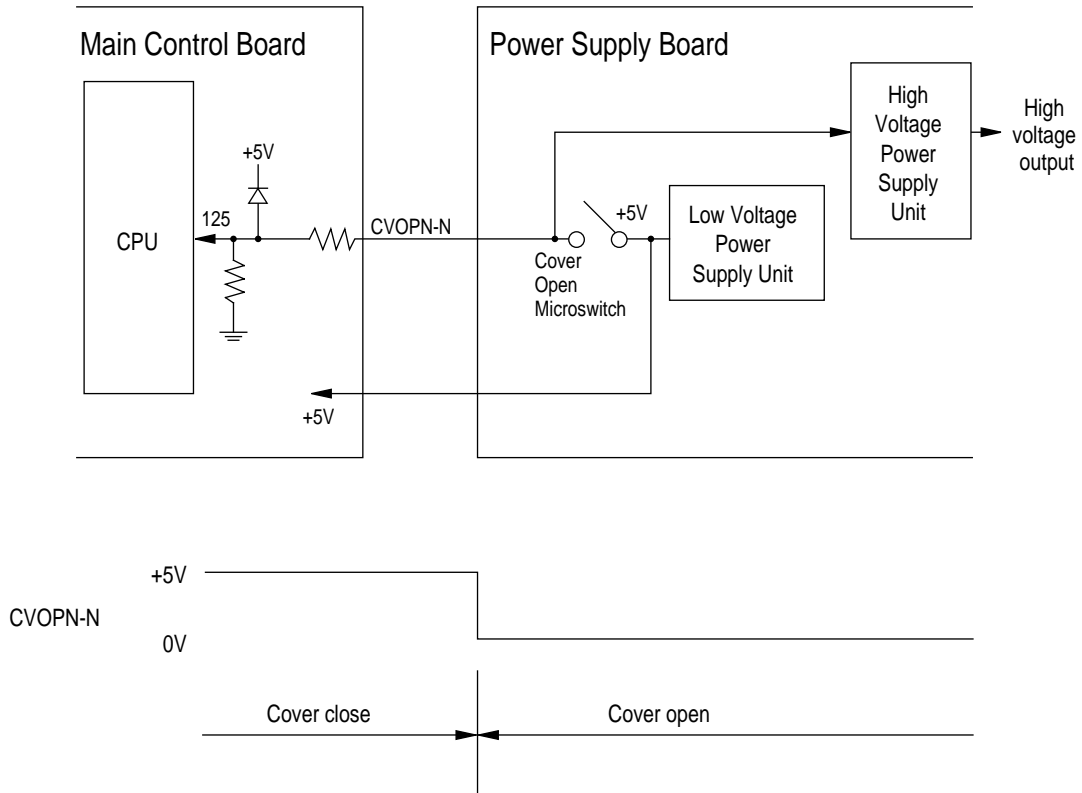 Main Control Board
Power Supply Board
High
Voltage
Power
Supply
Unit
High
voltage
output
+5V
125
CPU
CVOPN-N
+5V
Cover
Open
Microswitch
Low Voltage
Power
Supply Unit
+5V
+5V
CVOPN-N
0V
Cover close
Cover open